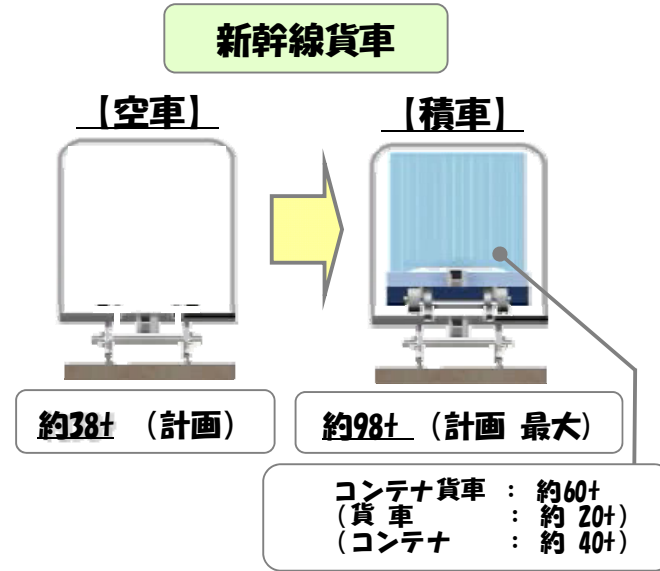 新幹線貨車
【空車】
【積車】
約38t (計画)
約98t (計画 最大)
コンテナ貨車 : 約60t
(貨 車 : 約 20t)
(コンテナ : 約 40t)